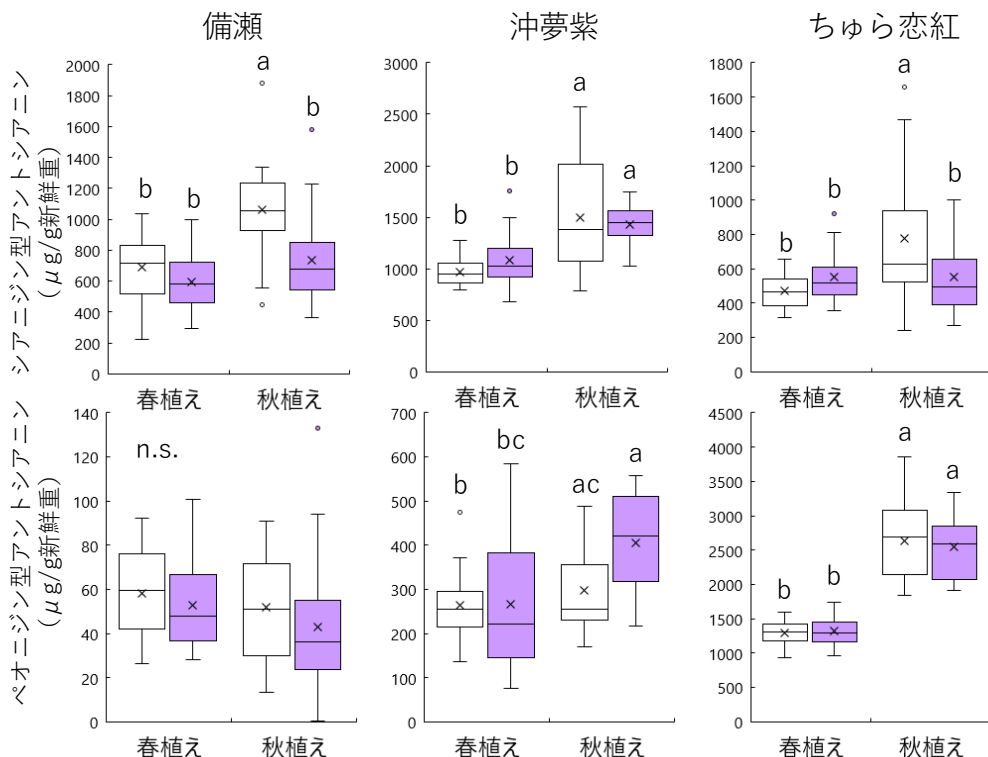 備瀬
沖夢紫
ちゅら恋紅
シアニジン型アントシアニン
(μg/g新鮮重)
2000
1800
1600
1400
1200
1000
800
600
400
200
0
b
b
a
b
春植え
秋植え
3000
2500
2000
1500
1000
500
0
b
b
a
a
春植え
秋植え
1800
1600
1400
1200
1000
800
600
400
200
0
b
b
a
b
春植え
秋植え
ペオニジン型アントシアニン
(μg/g新鮮重)
140
120
100
80
60
40
20
0
n.s.
春植え
秋植え
700
600
500
400
300
200
100
0
b
bc
ac
a
春植え
秋植え
4500
4000
3500
3000
2500
2000
1500
1000
500
0
b
b
a
a
春植え
秋植え